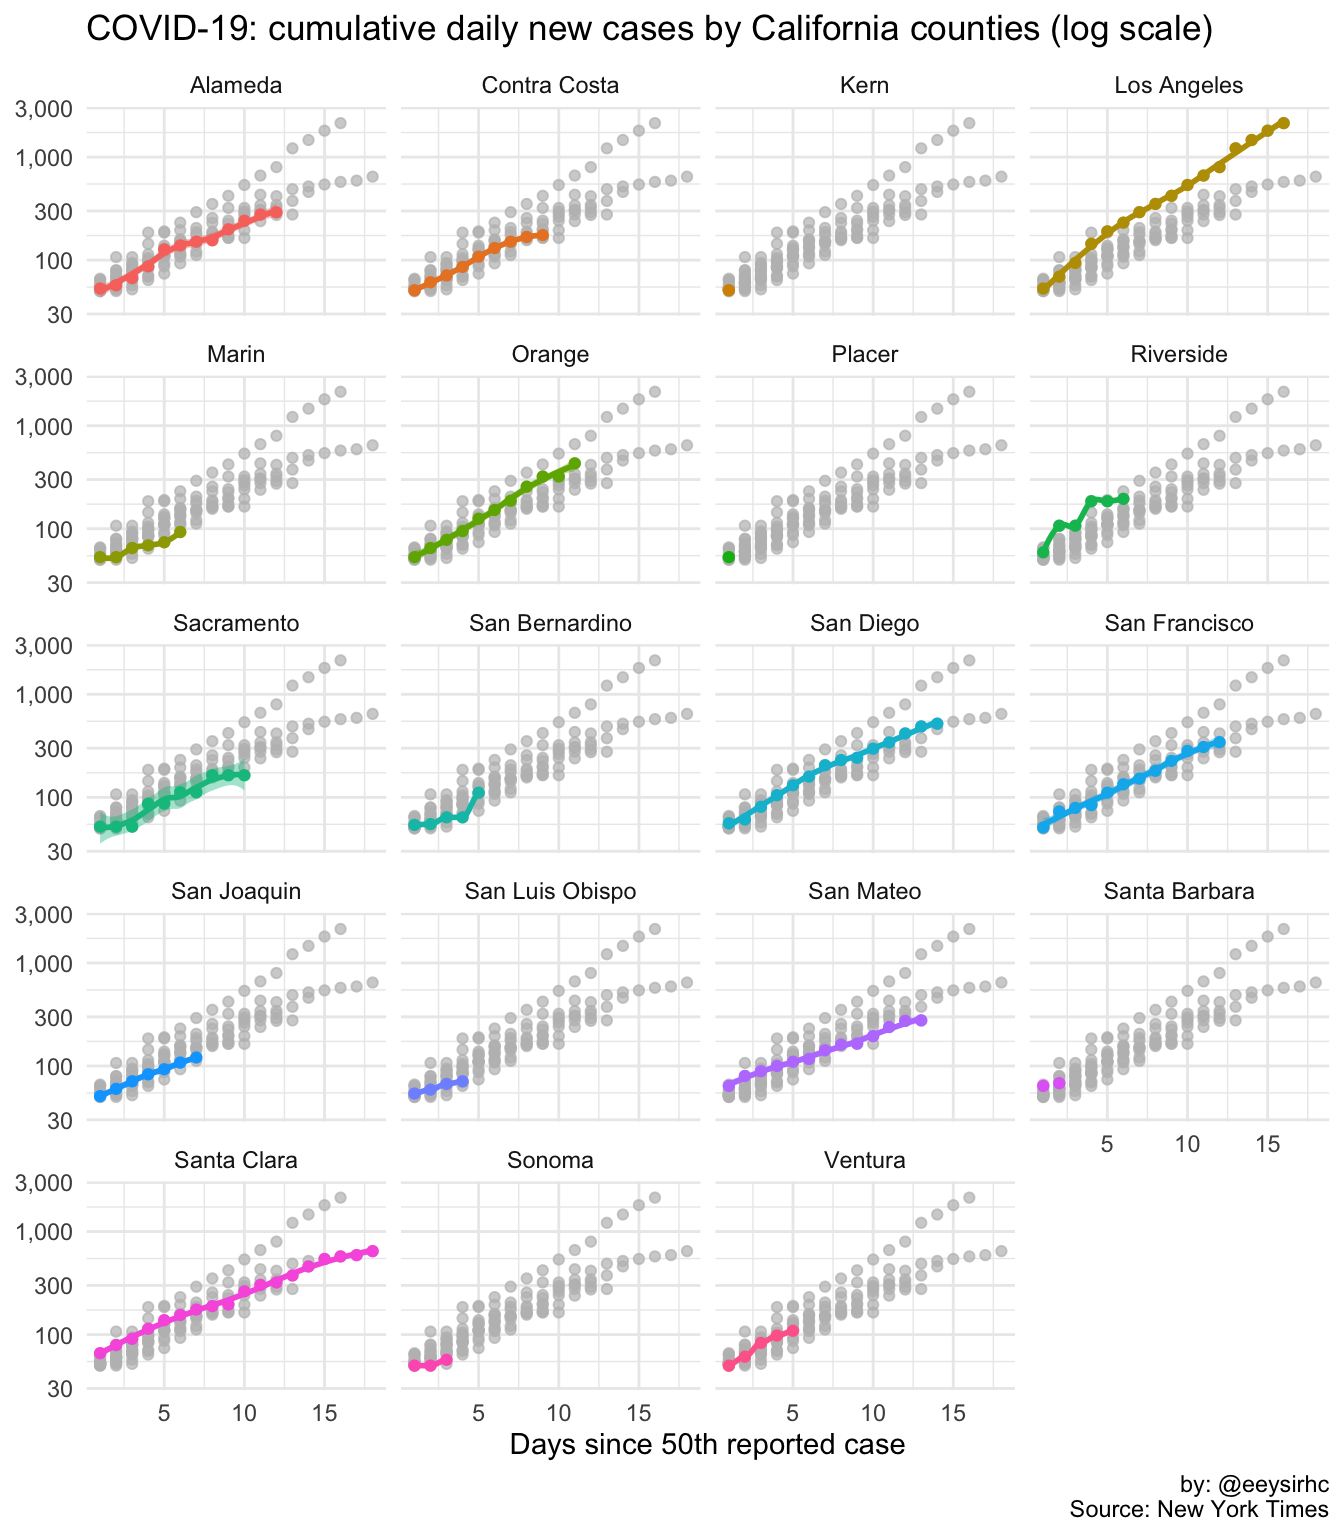 COVID-19: cumulative daily new cases by California counties (log scale)
Alameda Contra Costa Kern Los Angeles
3,000
1,000
300
100
30
Marin Orange Placer Riverside
3,000
1,000
300
100
30
Sacramento San Bernardino San Diego San Francisco
3,000
1,000
300
100
30
San Joaquin San Luis Obispo San Mateo Santa Barbara
3,000
1,000
300
100
30
5 10 15
Santa Clara Sonoma Ventura
3,000
1,000
300
100
30
5 10 15 5 10 15 5 10 15
Days since 50th reported case
by: @eeysirhc
Source: New York Times